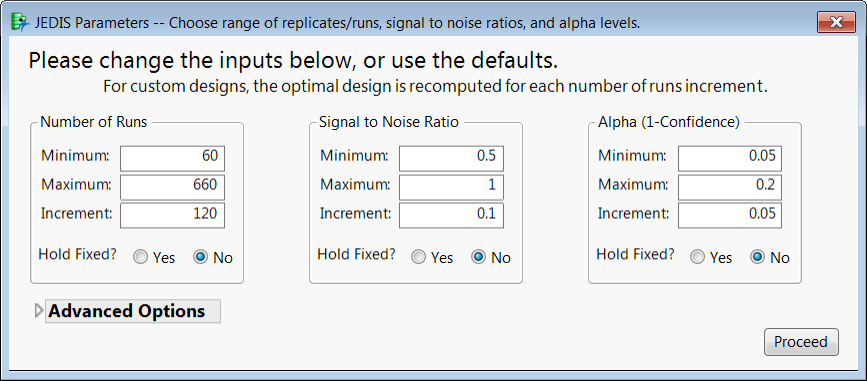 JEDIS Parameters -- Choose range of replicates/runs, signal to noise ratios, and alpha levels.
Please change the inputs below, or use the defaults.
For custom designs, the optimal design is recomputed for each number of runs increment.
Number of Runs
Minimum: 60
Maximum: 660
Increment: 120
Hold Fixed? Yes No
Signal to Noise Ratio
Minimum: 0.5
Maximum: 1
Increment: 0.1
Hold Fixed? Yes No
Alpha (1-Confidence)
Minimum: 0.05
Maximum: 0.2
Increment: 0.05
Hold Fixed? Yes No
Advanced Options
Proceed